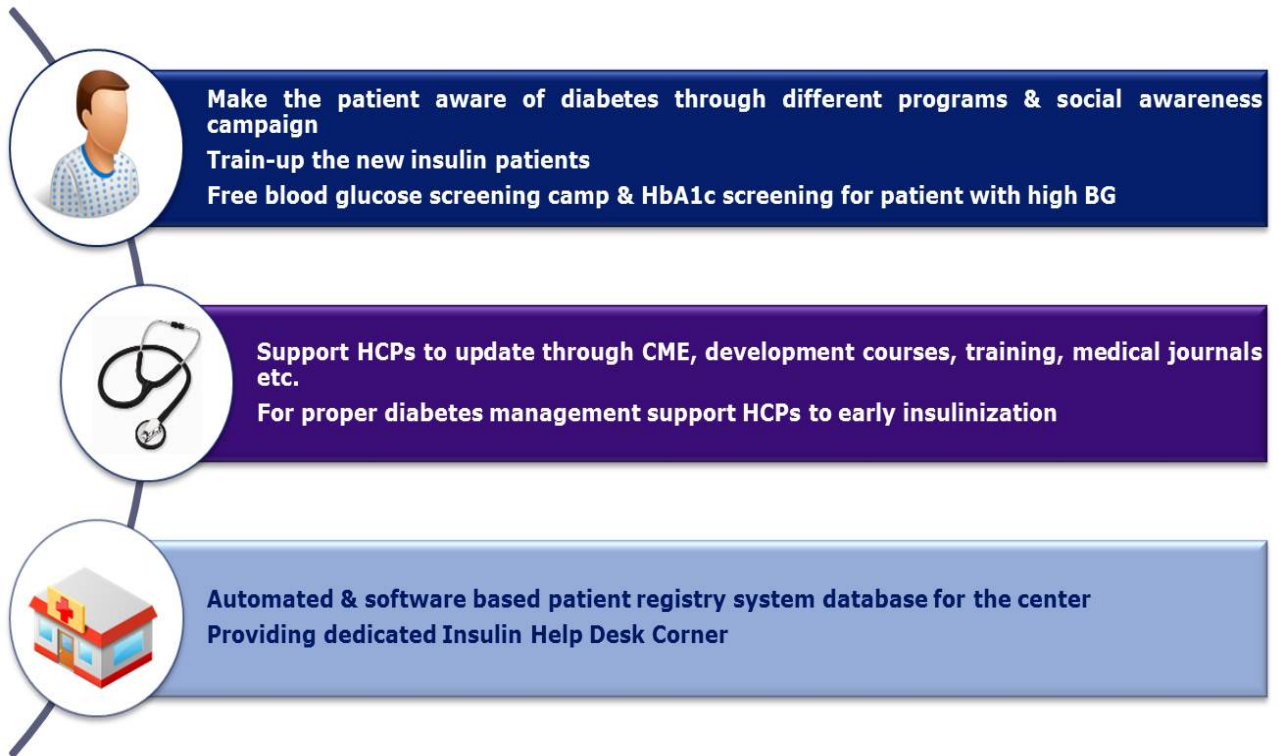 Make the patient aware of diabetes through different programs & social awareness
campaign
Train-up the new insulin patients
Free blood glucose screening camp & HbA1c screening for patient with high BG
Support HCPs to update through CME, development courses, training, medical journals
etc.
For proper diabetes management support HCPs to early insulinization
Automated & software based patient registry system database for the center
Providing dedicated Insulin Help Desk Corner